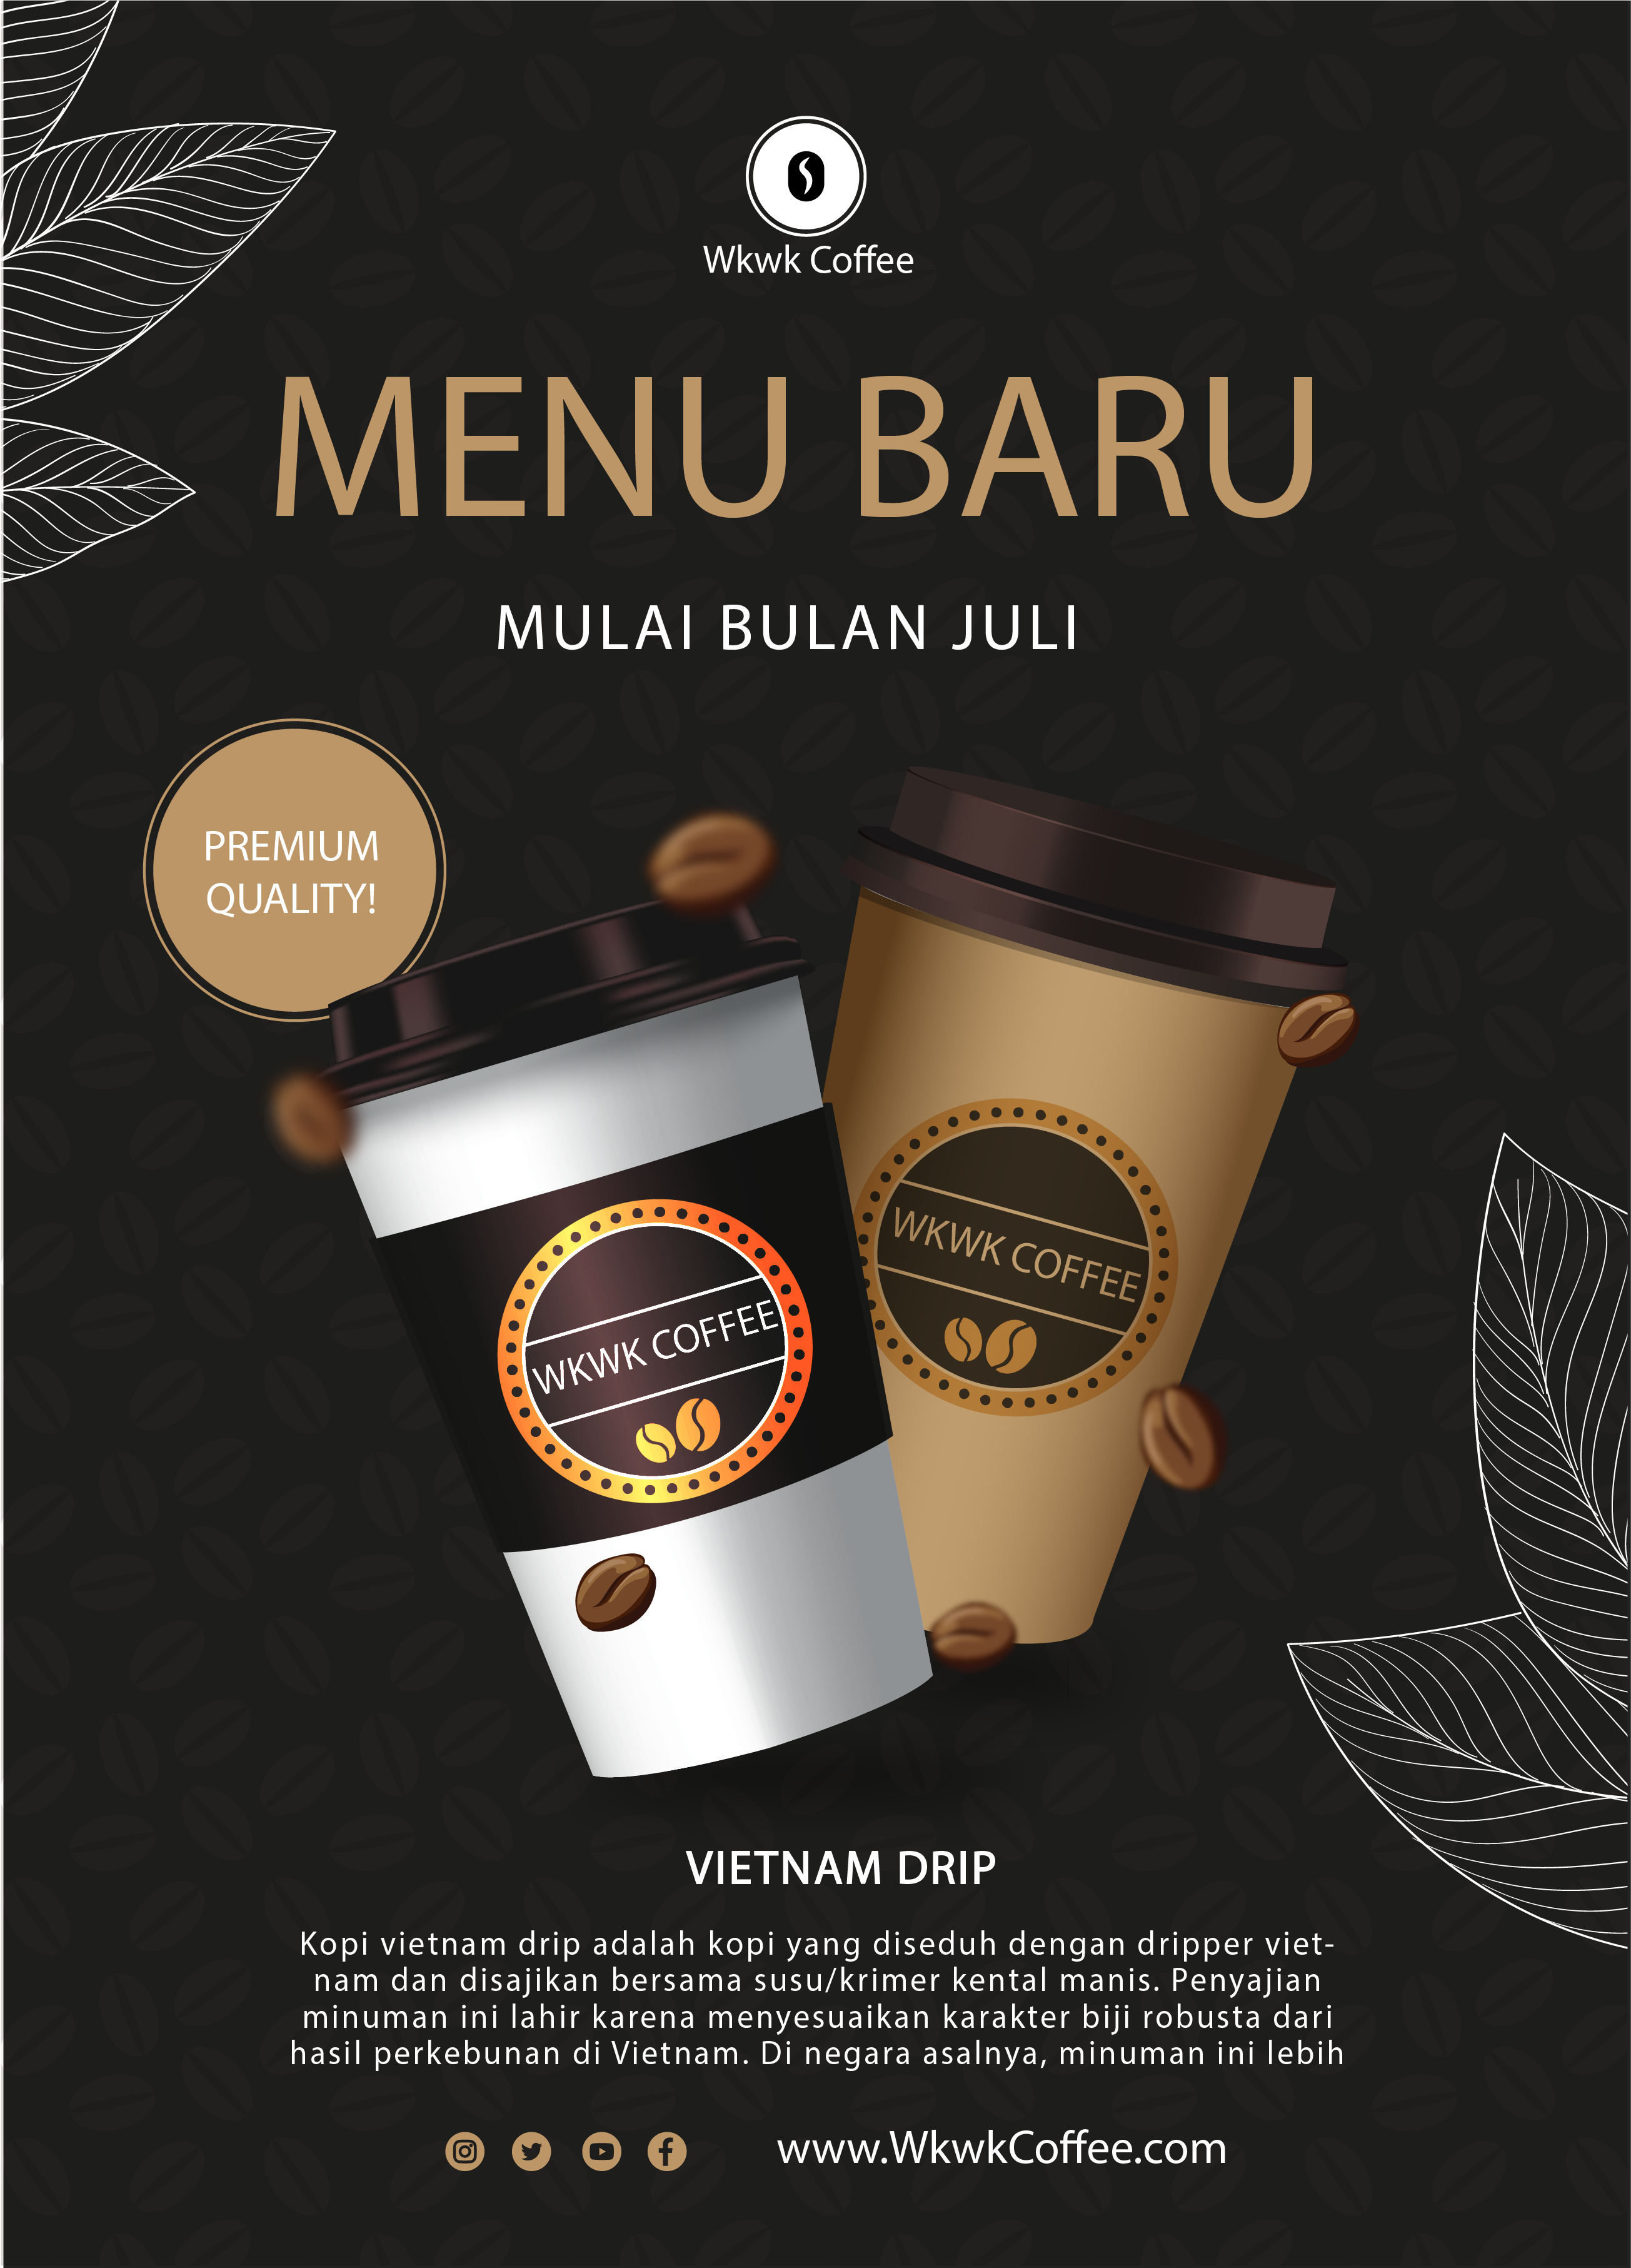 Wkwk Coffee
MENU BARU
MULAI BULAN JULI
PREMIUM
QUALITY!
WKWK COFFEE
WKWK COFFEE
VIETNAM DRIP
Kopi vietnam drip adalah kopi yang diseduh dengan dripper viet-
nam dan disajikan bersama susu/krimer kental manis. Penyajian
minuman ini lahir karena menyesuaikan karakter biji robusta dari
hasil perkebunan di Vietnam. Di negara asalnya, minuman ini lebih
www.WkwkCoffee.com